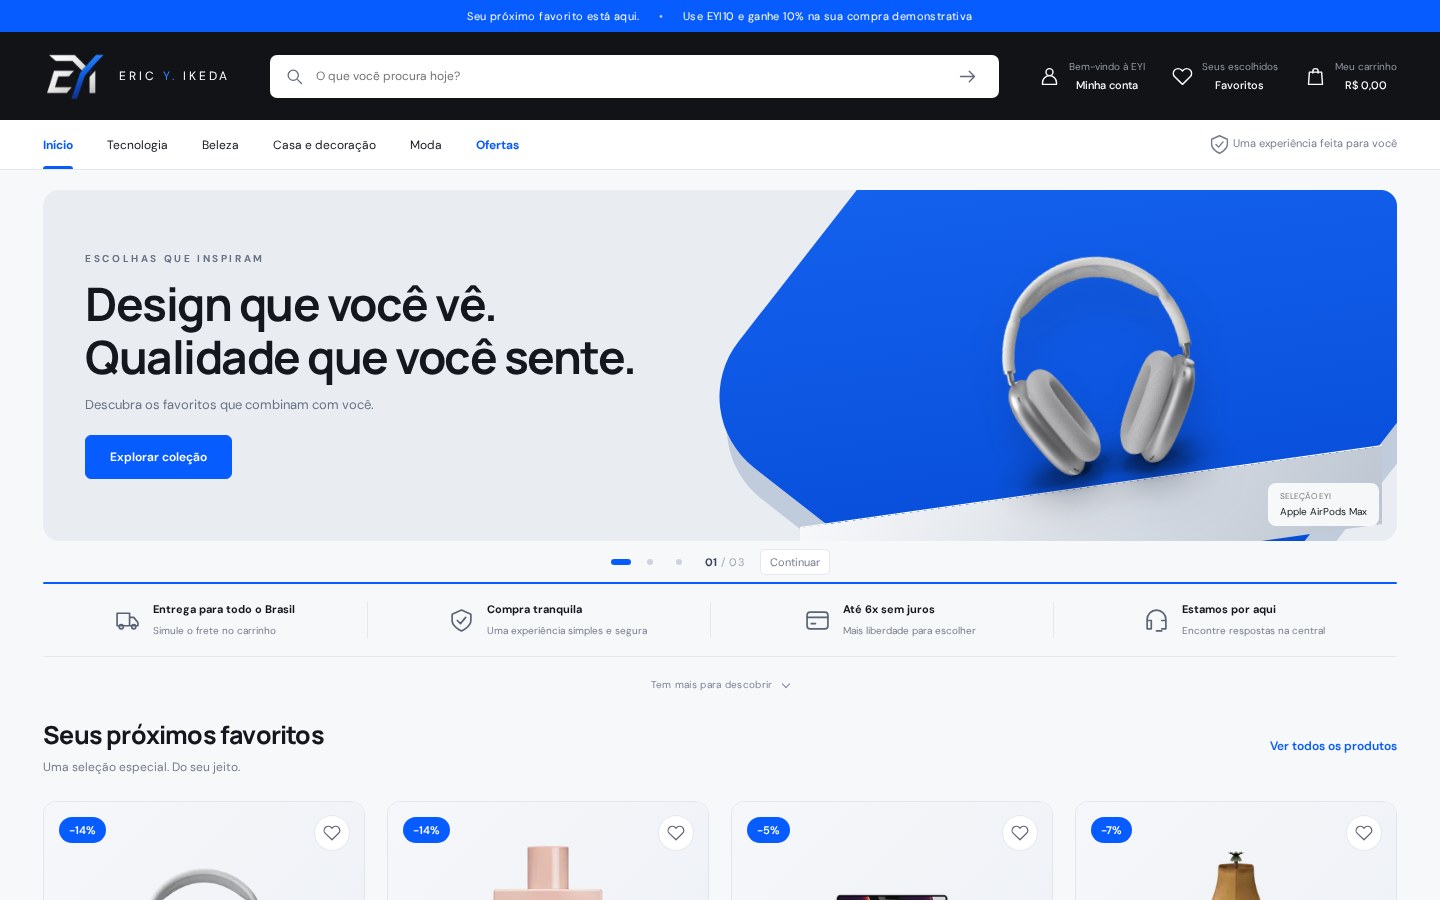 Seu próximo favorito está aqui. • Use EYI10 e ganhe 10% na sua compra demonstrativa
EYI ERIC Y. IKEDA
O que você procura hoje?
Bem-vindo à EYI
Minha conta
Seus escolhidos
Favoritos
Meu carrinho
R$ 0,00
Início Tecnologia Beleza Casa e decoração Moda Ofertas
Uma experiência feita para você
ESCOLHAS QUE INSPIRAM
Design que você vê.
Qualidade que você sente.
Descubra os favoritos que combinam com você.
Explorar coleção
SELEÇÃO EYI
Apple AirPods Max
01 / 03 Continuar
Entrega para todo o Brasil
Simule o frete no carrinho
Compra tranquila
Uma experiência simples e segura
Até 6x sem juros
Mais liberdade para escolher
Estamos por aqui
Encontre respostas na central
Tem mais para descobrir
Seus próximos favoritos
Uma seleção especial. Do seu jeito.
Ver todos os produtos
-14%
-14%
-5%
-7%